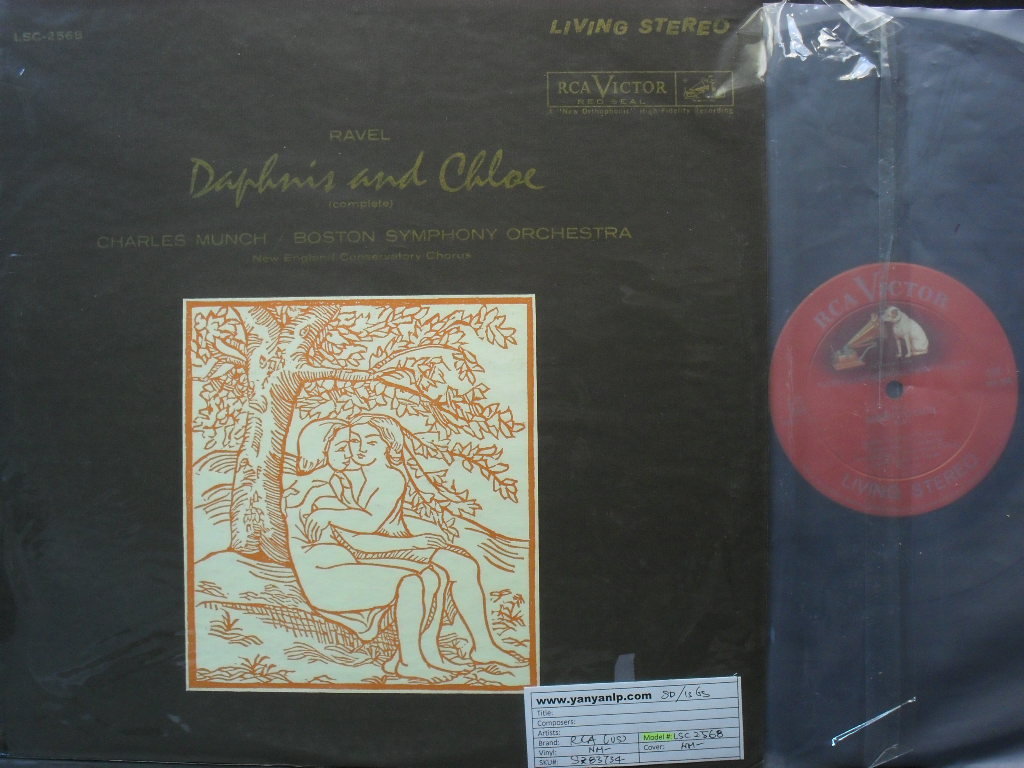 LSC-2568
LIVING STEREO
RCA VICTOR
RED SEAL
A "New Orthophonic" High Fidelity Recording
RAVEL
Daphnis and Chloe
(complete)
CHARLES MUNCH / BOSTON SYMPHONY ORCHESTRA
New England Conservatory Chorus
RCA VICTOR
LIVING STEREO
www.yanyanlp.com
Title:
Composers:
Artists:
Brand: RCA (US) Model #: LSC 2568
Vinyl: NM- Cover: NM-
SKU#: